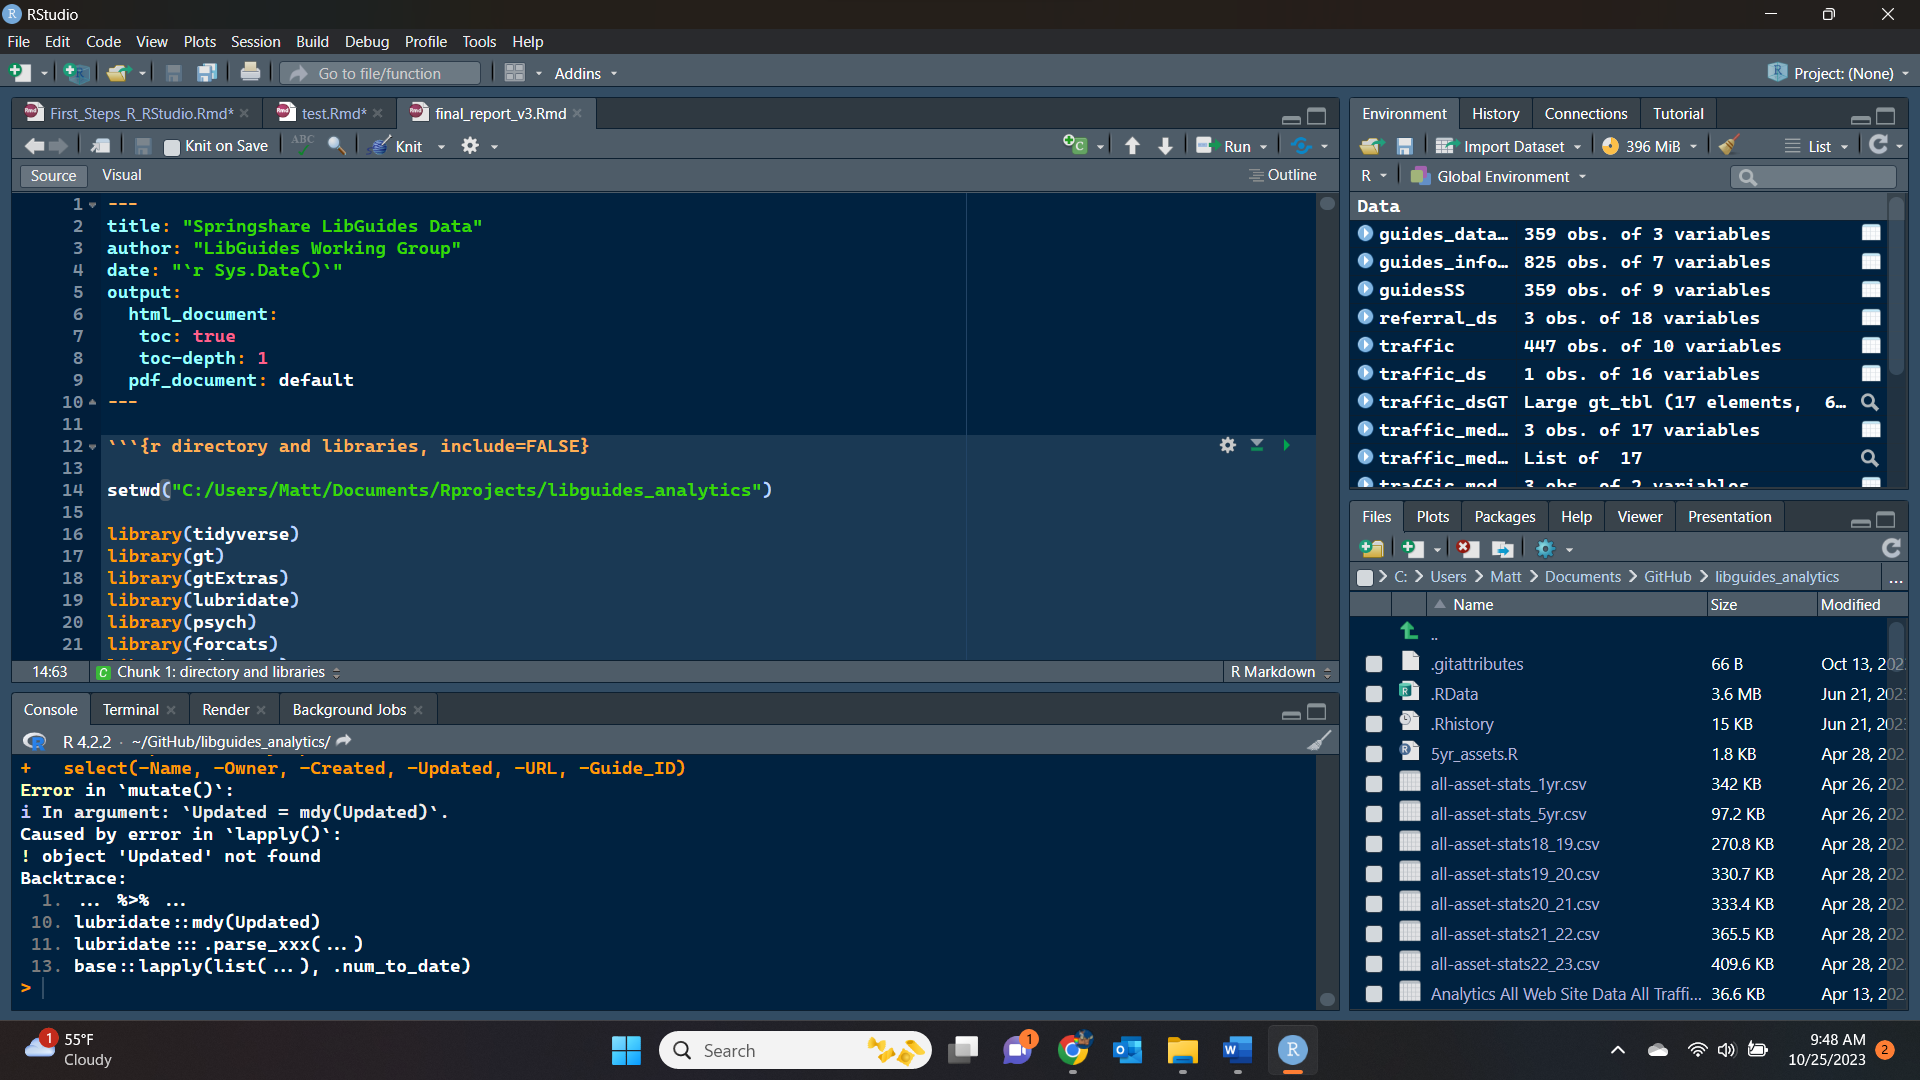 RStudio
File Edit Code View Plots Session Build Debug Profile Tools Help
Go to file/function Addins Project: (None)
First_Steps_R_RStudio.Rmd* test.Rmd* final_report_v3.Rmd
Knit on Save ABC Knit Run
Source Visual Outline
1 ---
2 title: "Springshare LibGuides Data"
3 author: "LibGuides Working Group"
4 date: "`r Sys.Date()`"
5 output:
6 html_document:
7 toc: true
8 toc-depth: 1
9 pdf_document: default
10 ---
11
12 ```{r directory and libraries, include=FALSE}
13
14 setwd("C:/Users/Matt/Documents/Rprojects/libguides_analytics")
15
16 library(tidyverse)
17 library(gt)
18 library(gtExtras)
19 library(lubridate)
20 library(psych)
21 library(forcats)
14:63 Chunk 1: directory and libraries R Markdown
Console Terminal Render Background Jobs
R 4.2.2 · ~/GitHub/libguides_analytics/
+ select(-Name, -Owner, -Created, -Updated, -URL, -Guide_ID)
Error in `mutate()`:
i In argument: `Updated = mdy(Updated)`.
Caused by error in `lapply()`:
! object 'Updated' not found
Backtrace:
1. ... %>% ...
10. lubridate::mdy(Updated)
11. lubridate:::.parse_xxx(...)
13. base::lapply(list(...), .num_to_date)
>
Environment History Connections Tutorial
Import Dataset 396 MiB List
R Global Environment
Data
guides_data… 359 obs. of 3 variables
guides_info… 825 obs. of 7 variables
guidesSS 359 obs. of 9 variables
referral_ds 3 obs. of 18 variables
traffic 447 obs. of 10 variables
traffic_ds 1 obs. of 16 variables
traffic_dsGT Large gt_tbl (17 elements, 6…
traffic_med… 3 obs. of 17 variables
traffic_med… List of 17
traffic_med… 3 obs. of 2 variables
Files Plots Packages Help Viewer Presentation
C: Users Matt Documents GitHub libguides_analytics ...
Name Size Modified
..
.gitattributes 66 B Oct 13, 202
.RData 3.6 MB Jun 21, 202
.Rhistory 15 KB Jun 21, 202
5yr_assets.R 1.8 KB Apr 28, 202
all-asset-stats_1yr.csv 342 KB Apr 26, 202
all-asset-stats_5yr.csv 97.2 KB Apr 26, 202
all-asset-stats18_19.csv 270.8 KB Apr 28, 202
all-asset-stats19_20.csv 330.7 KB Apr 28, 202
all-asset-stats20_21.csv 333.4 KB Apr 28, 202
all-asset-stats21_22.csv 365.5 KB Apr 28, 202
all-asset-stats22_23.csv 409.6 KB Apr 28, 202
Analytics All Web Site Data All Traffi... 36.6 KB Apr 13, 202
1 55°F
Cloudy
Search
1
W
R
9:48 AM
10/25/2023
2